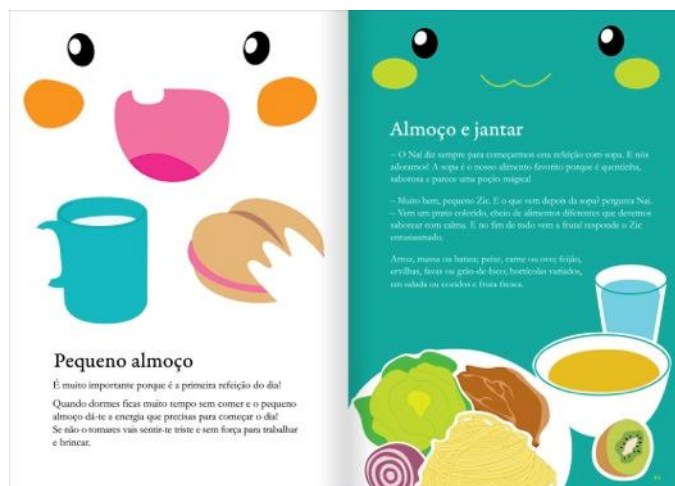 Pequeno almoço
É muito importante porque é a primeira refeição do dia!
Quando dormes ficas muito tempo sem comer e o pequeno
almoço dá-te a energia que precisas para começar o dia!
Se não o tomares vais sentir-te triste e sem força para trabalhar
e brincar.
Almoço e jantar
– O Nai diz sempre para começarmos esta refeição com sopa. E nós
adoramos! A sopa é o nosso alimento favorito porque é quentinha,
saborosa e parece uma poção mágica!
– Muito bem, pequeno Zic. E o que vem depois da sopa? pergunta Nai.
– Vem um prato colorido, cheio de alimentos diferentes que devemos
saborear com calma. E no fim de tudo vem a fruta! responde o Zic
entusiasmado.
Arroz, massa ou batata; peixe, carne ou ovo; feijão,
ervilhas, favas ou grão-de-bico; hortícolas variados,
em salada ou cozidos e fruta fresca.